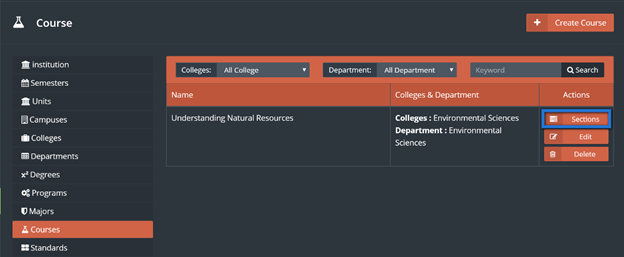 Course
Create Course
institution
Semesters
Units
Campuses
Colleges
Departments
x² Degrees
Programs
Majors
Courses
Standards
Colleges: All College Department: All Department Keyword Search
Name Colleges & Department Actions
Understanding Natural Resources
Colleges : Environmental Sciences
Department : Environmental
Sciences
Sections
Edit
Delete